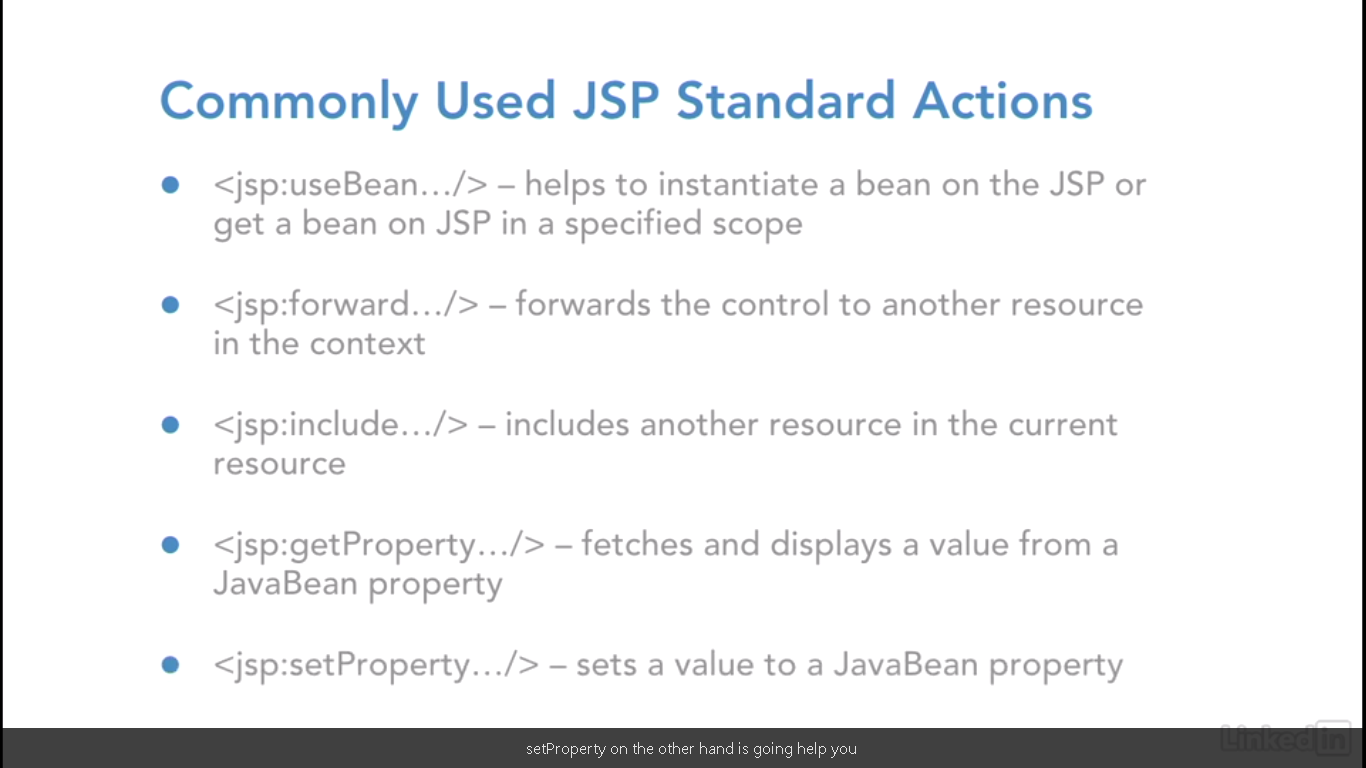 Commonly Used JSP Standard Actions
<jsp:useBean.../> – helps to instantiate a bean on the JSP or
get a bean on JSP in a specified scope
<jsp:forward.../> – forwards the control to another resource
in the context
<jsp:include.../> – includes another resource in the current
resource
<jsp:getProperty.../> – fetches and displays a value from a
JavaBean property
<jsp:setProperty.../> – sets a value to a JavaBean property
Linked in
setProperty on the other hand is going help you